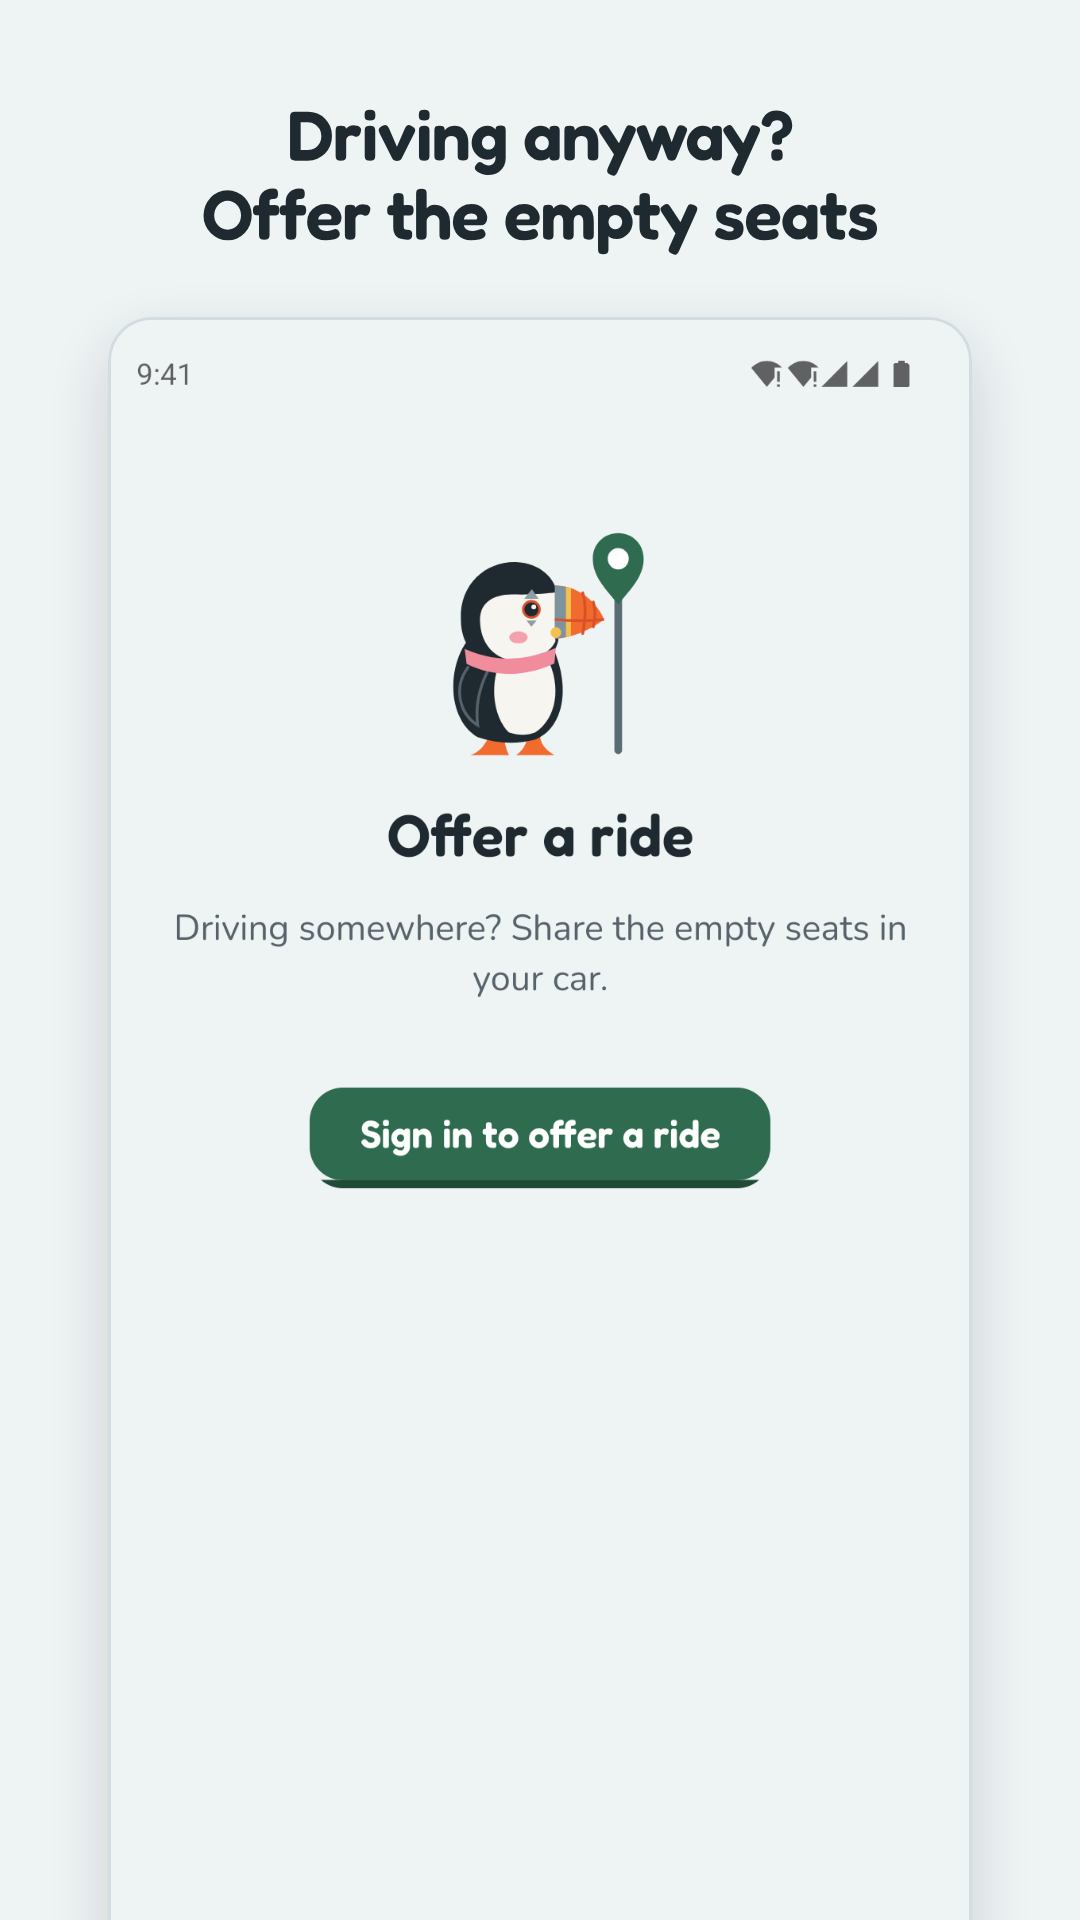 Driving anyway?
Offer the empty seats
9:41
Offer a ride
Driving somewhere? Share the empty seats in
your car.
Sign in to offer a ride